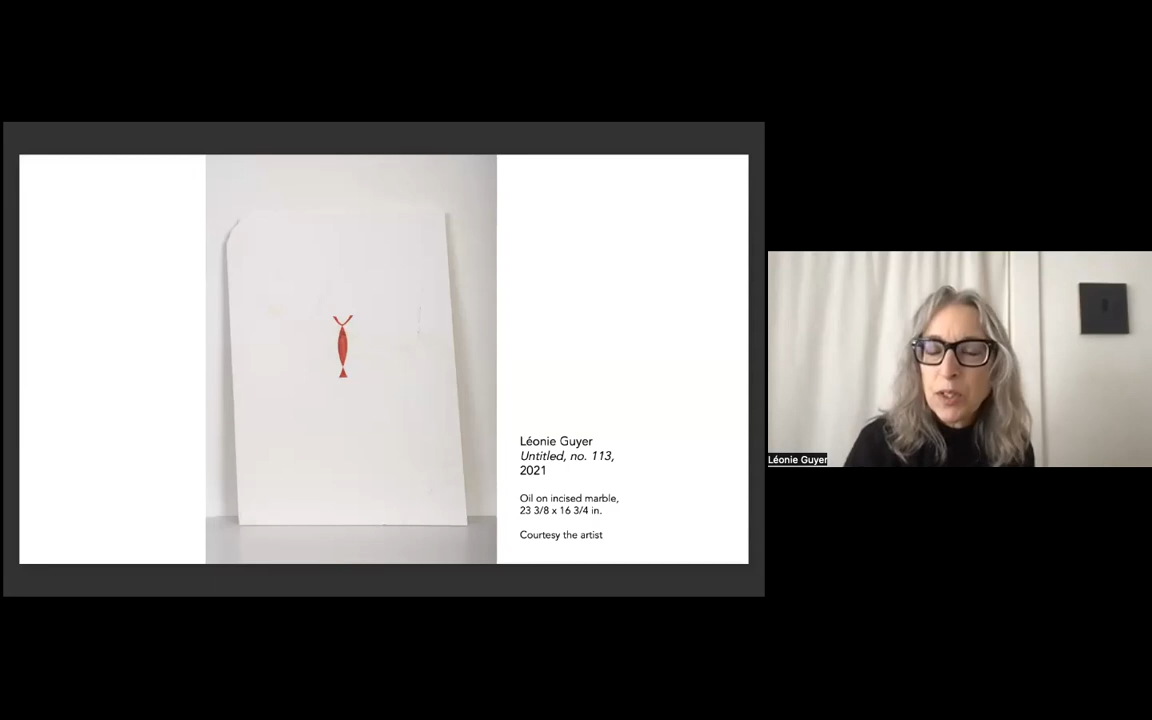 Léonie Guyer
Untitled, no. 113,
2021
Oil on incised marble,
23 3/8 x 16 3/4 in.
Courtesy the artist
Léonie Guyer